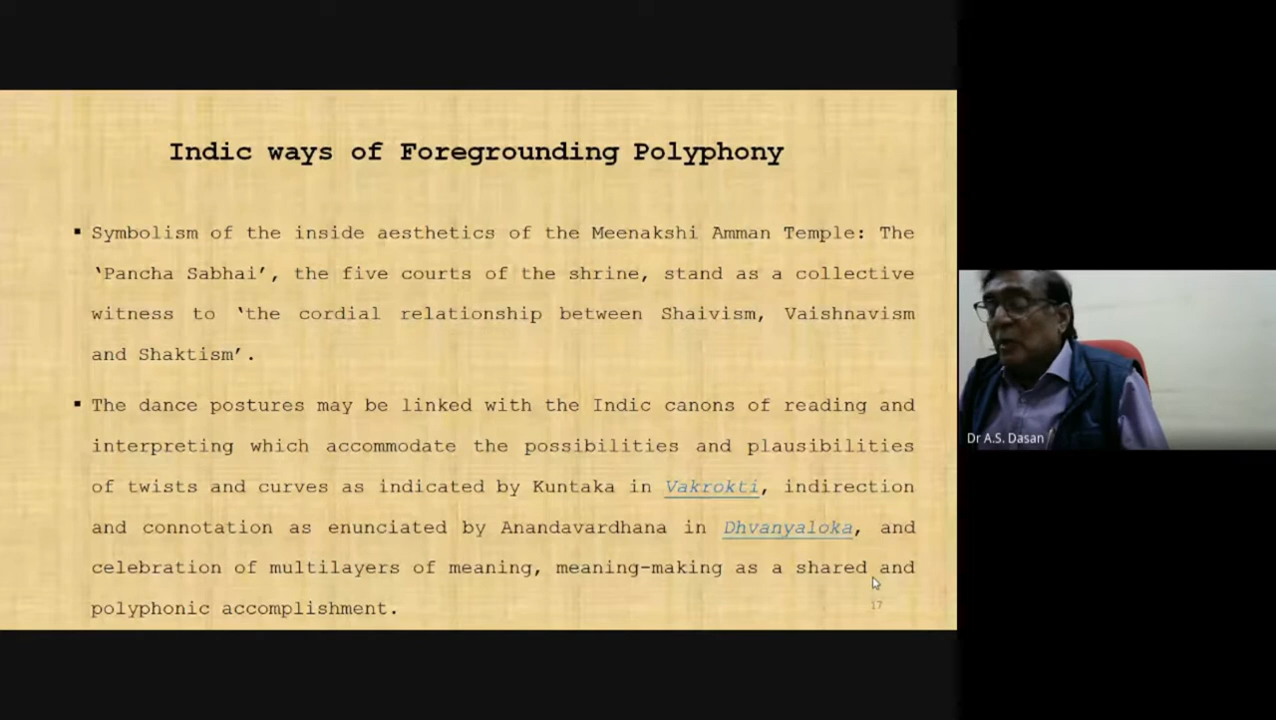 Indic ways of Foregrounding Polyphony
▪ Symbolism of the inside aesthetics of the Meenakshi Amman Temple: The
‘Pancha Sabhai’, the five courts of the shrine, stand as a collective
witness to ‘the cordial relationship between Shaivism, Vaishnavism
and Shaktism’.
▪ The dance postures may be linked with the Indic canons of reading and
interpreting which accommodate the possibilities and plausibilities
of twists and curves as indicated by Kuntaka in Vakrokti, indirection
and connotation as enunciated by Anandavardhana in Dhvanyaloka, and
celebration of multilayers of meaning, meaning-making as a shared and
polyphonic accomplishment.
17
Dr A.S. Dasan